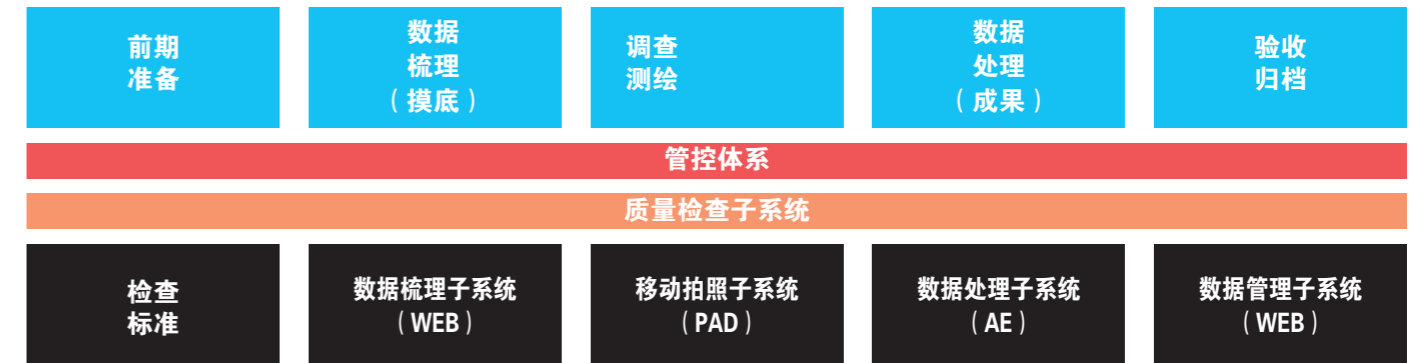 前期
准备
数据
梳理
（摸底）
调查
测绘
数据
处理
（成果）
验收
归档
管控体系
质量检查子系统
检查
标准
数据梳理子系统
（WEB）
移动拍照子系统
（PAD）
数据处理子系统
（AE）
数据管理子系统
（WEB）